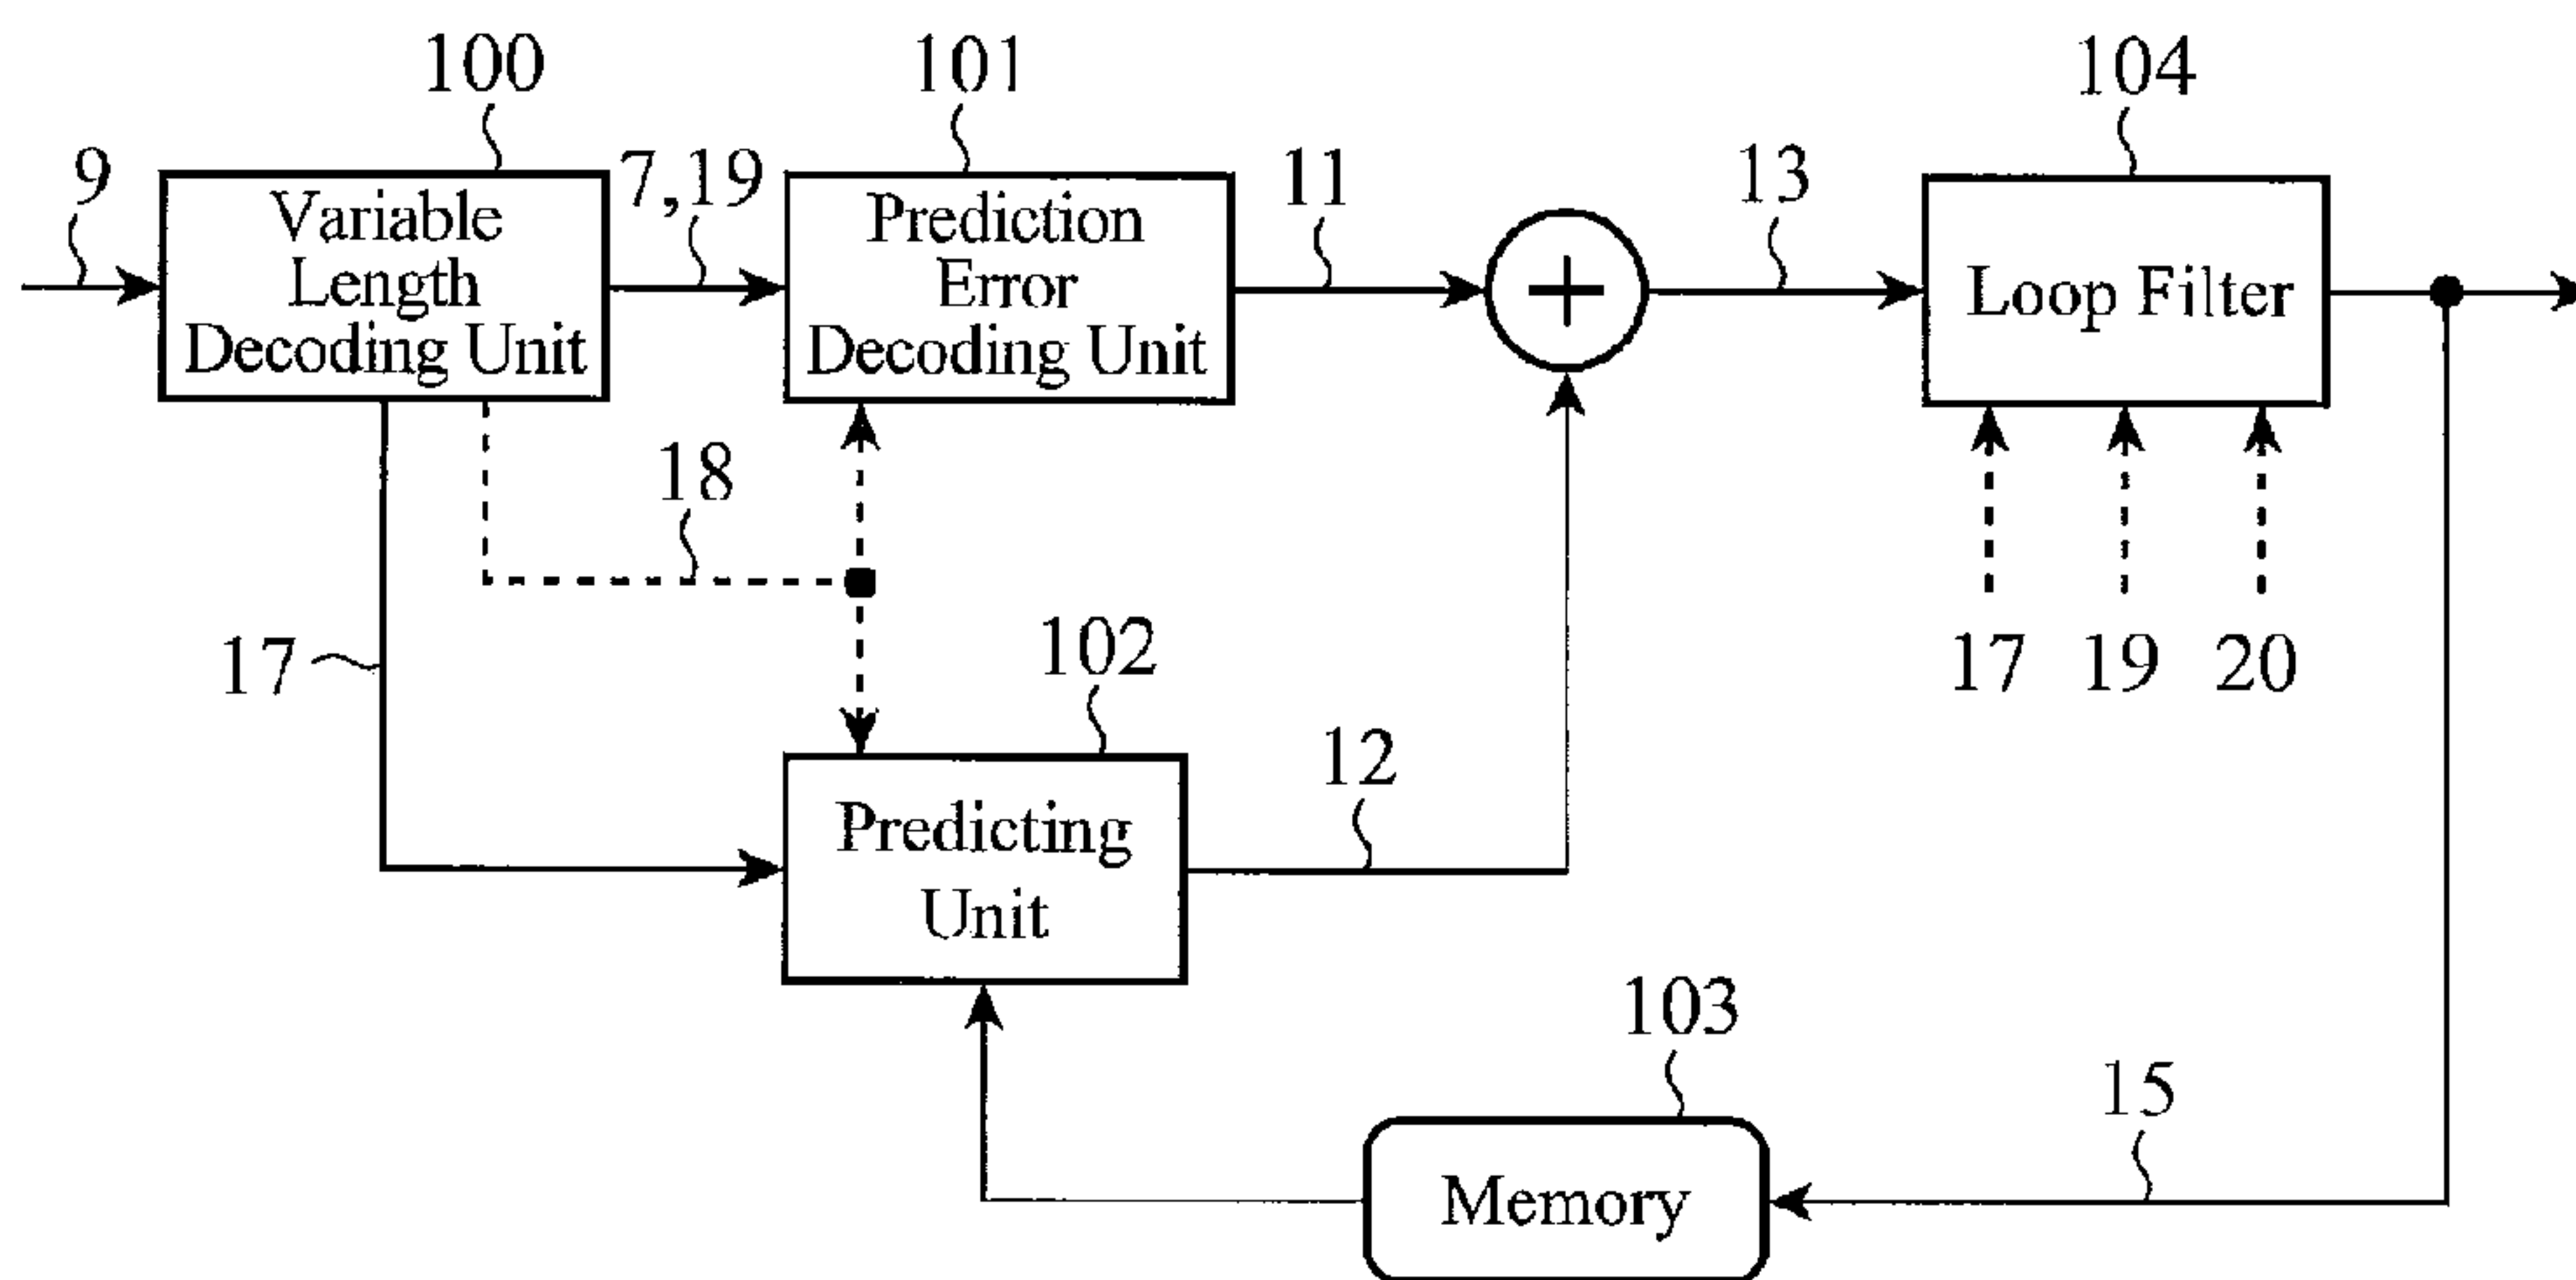 100
101
104
9
7,19
11
13
Variable
Length
Decoding Unit
Prediction
Error
Decoding Unit
+
Loop Filter
18
17
102
17
19
20
12
Predicting
Unit
103
15
Memory